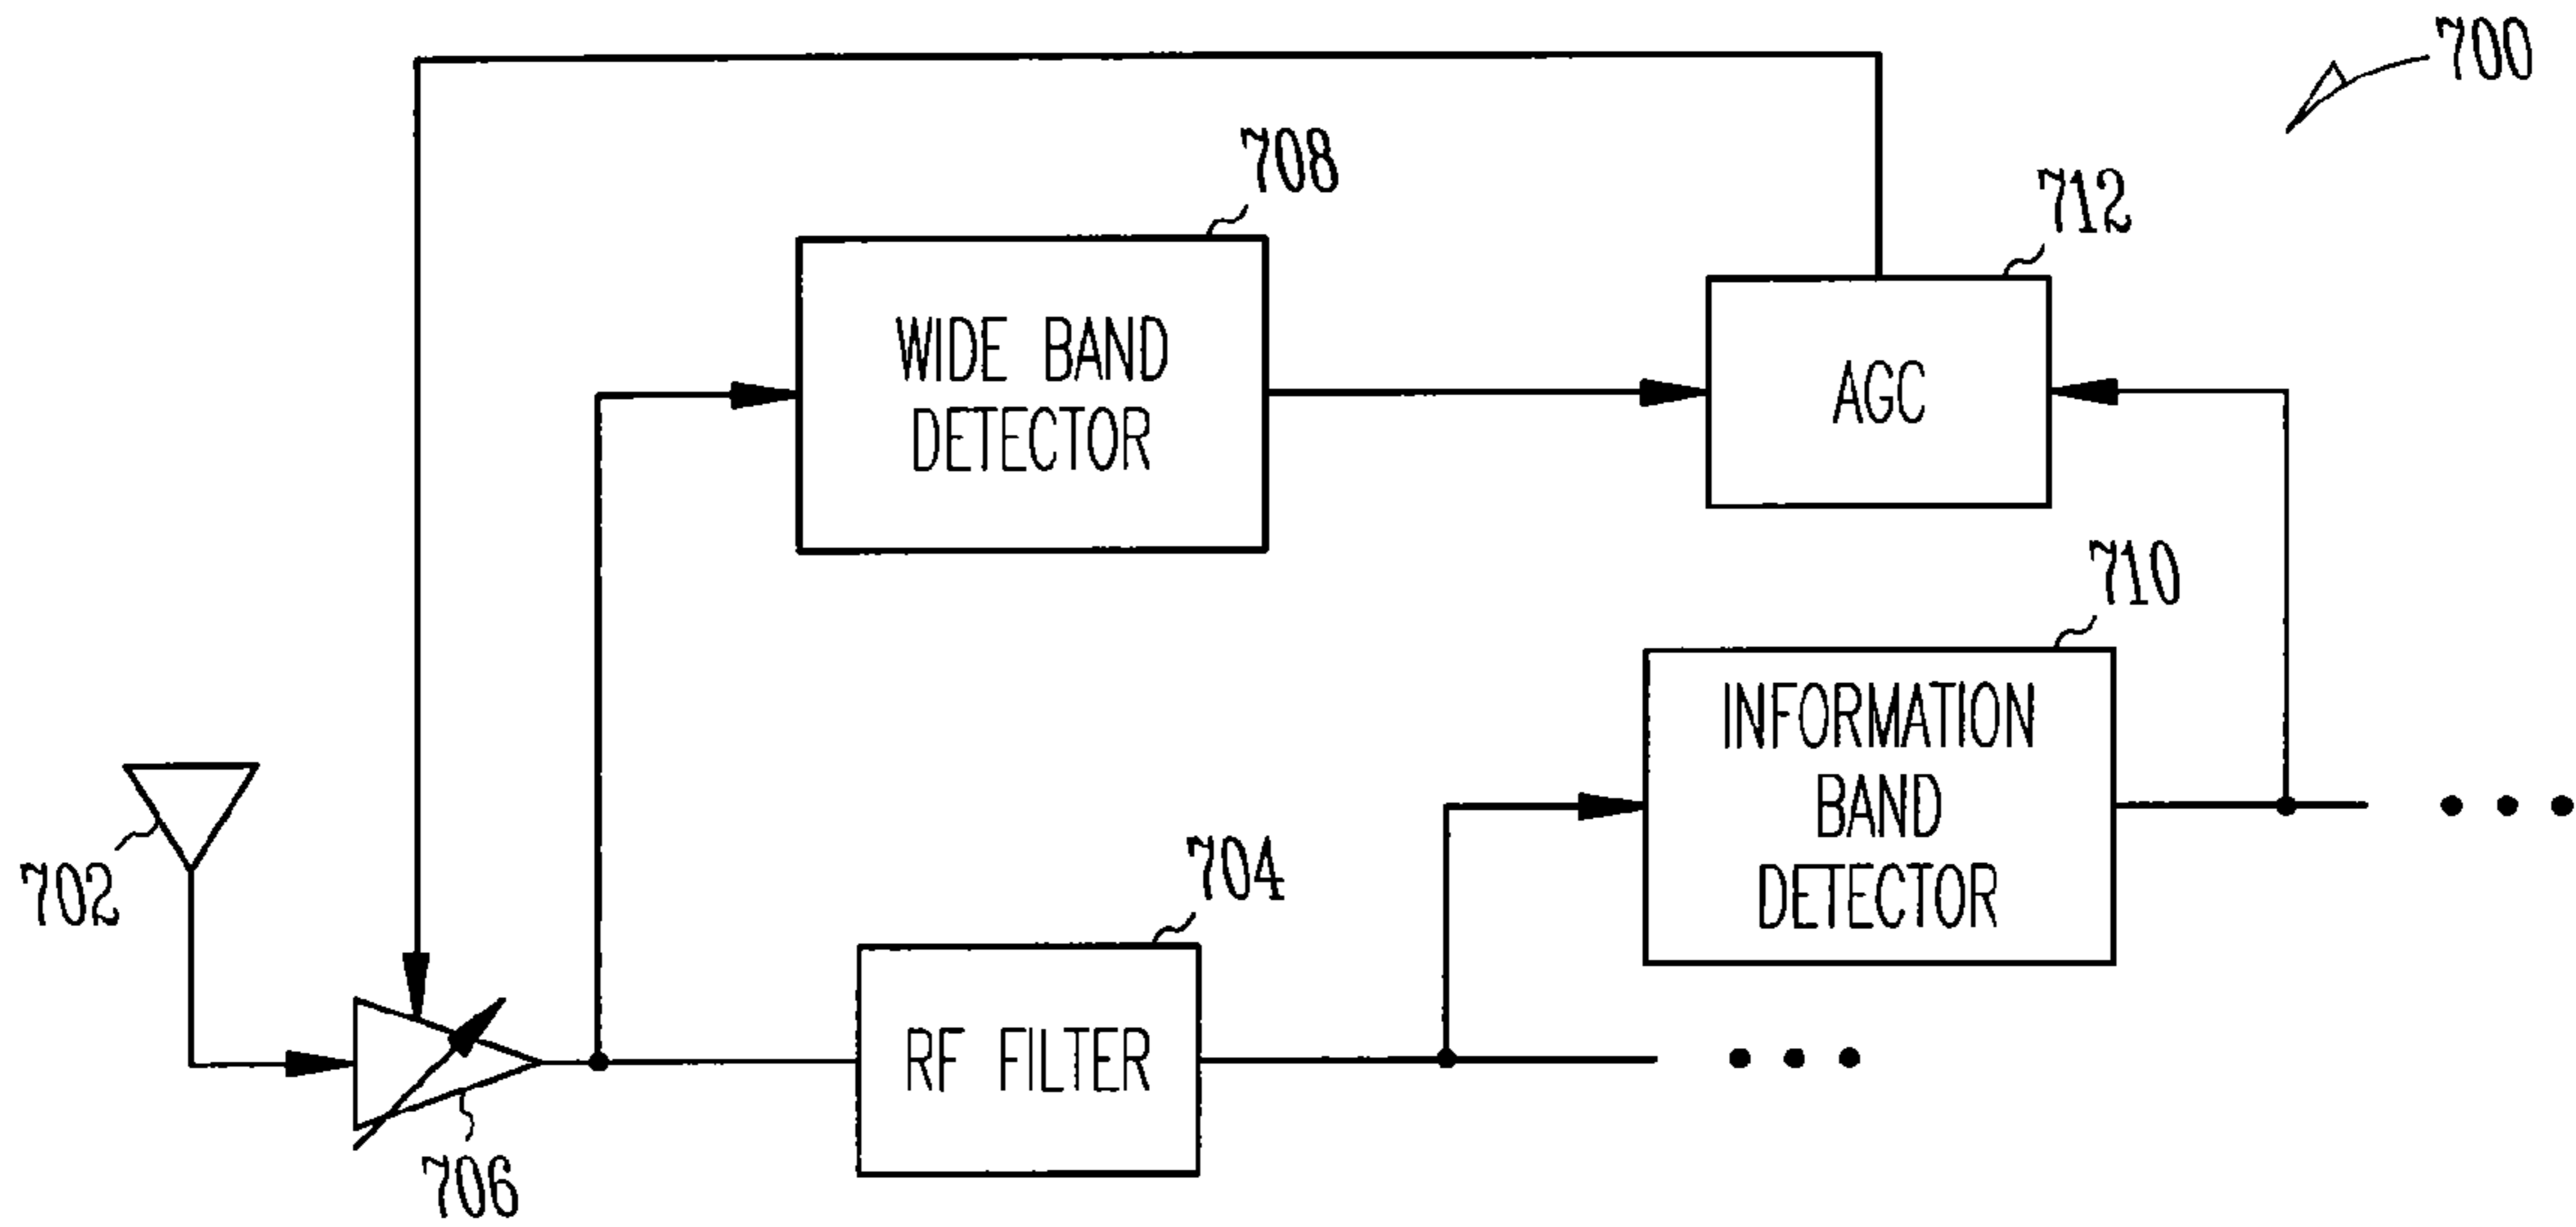 700
708
712
WIDE BAND
DETECTOR
AGC
710
INFORMATION
BAND
DETECTOR
702
704
RF FILTER
706